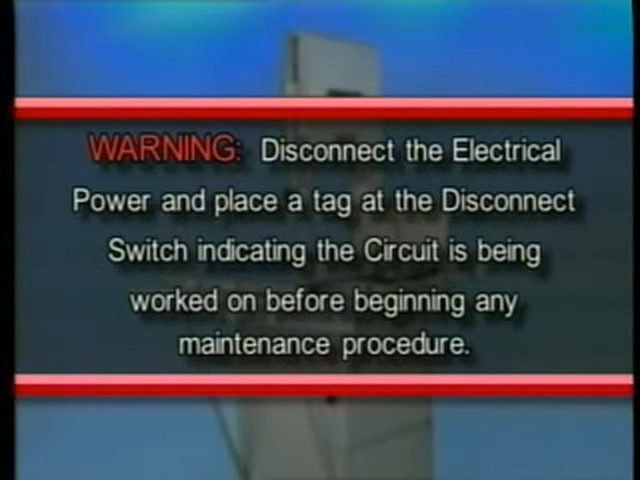 WARNING: Disconnect the Electrical
Power and place a tag at the Disconnect
Switch indicating the Circuit is being
worked on before beginning any
maintenance procedure.